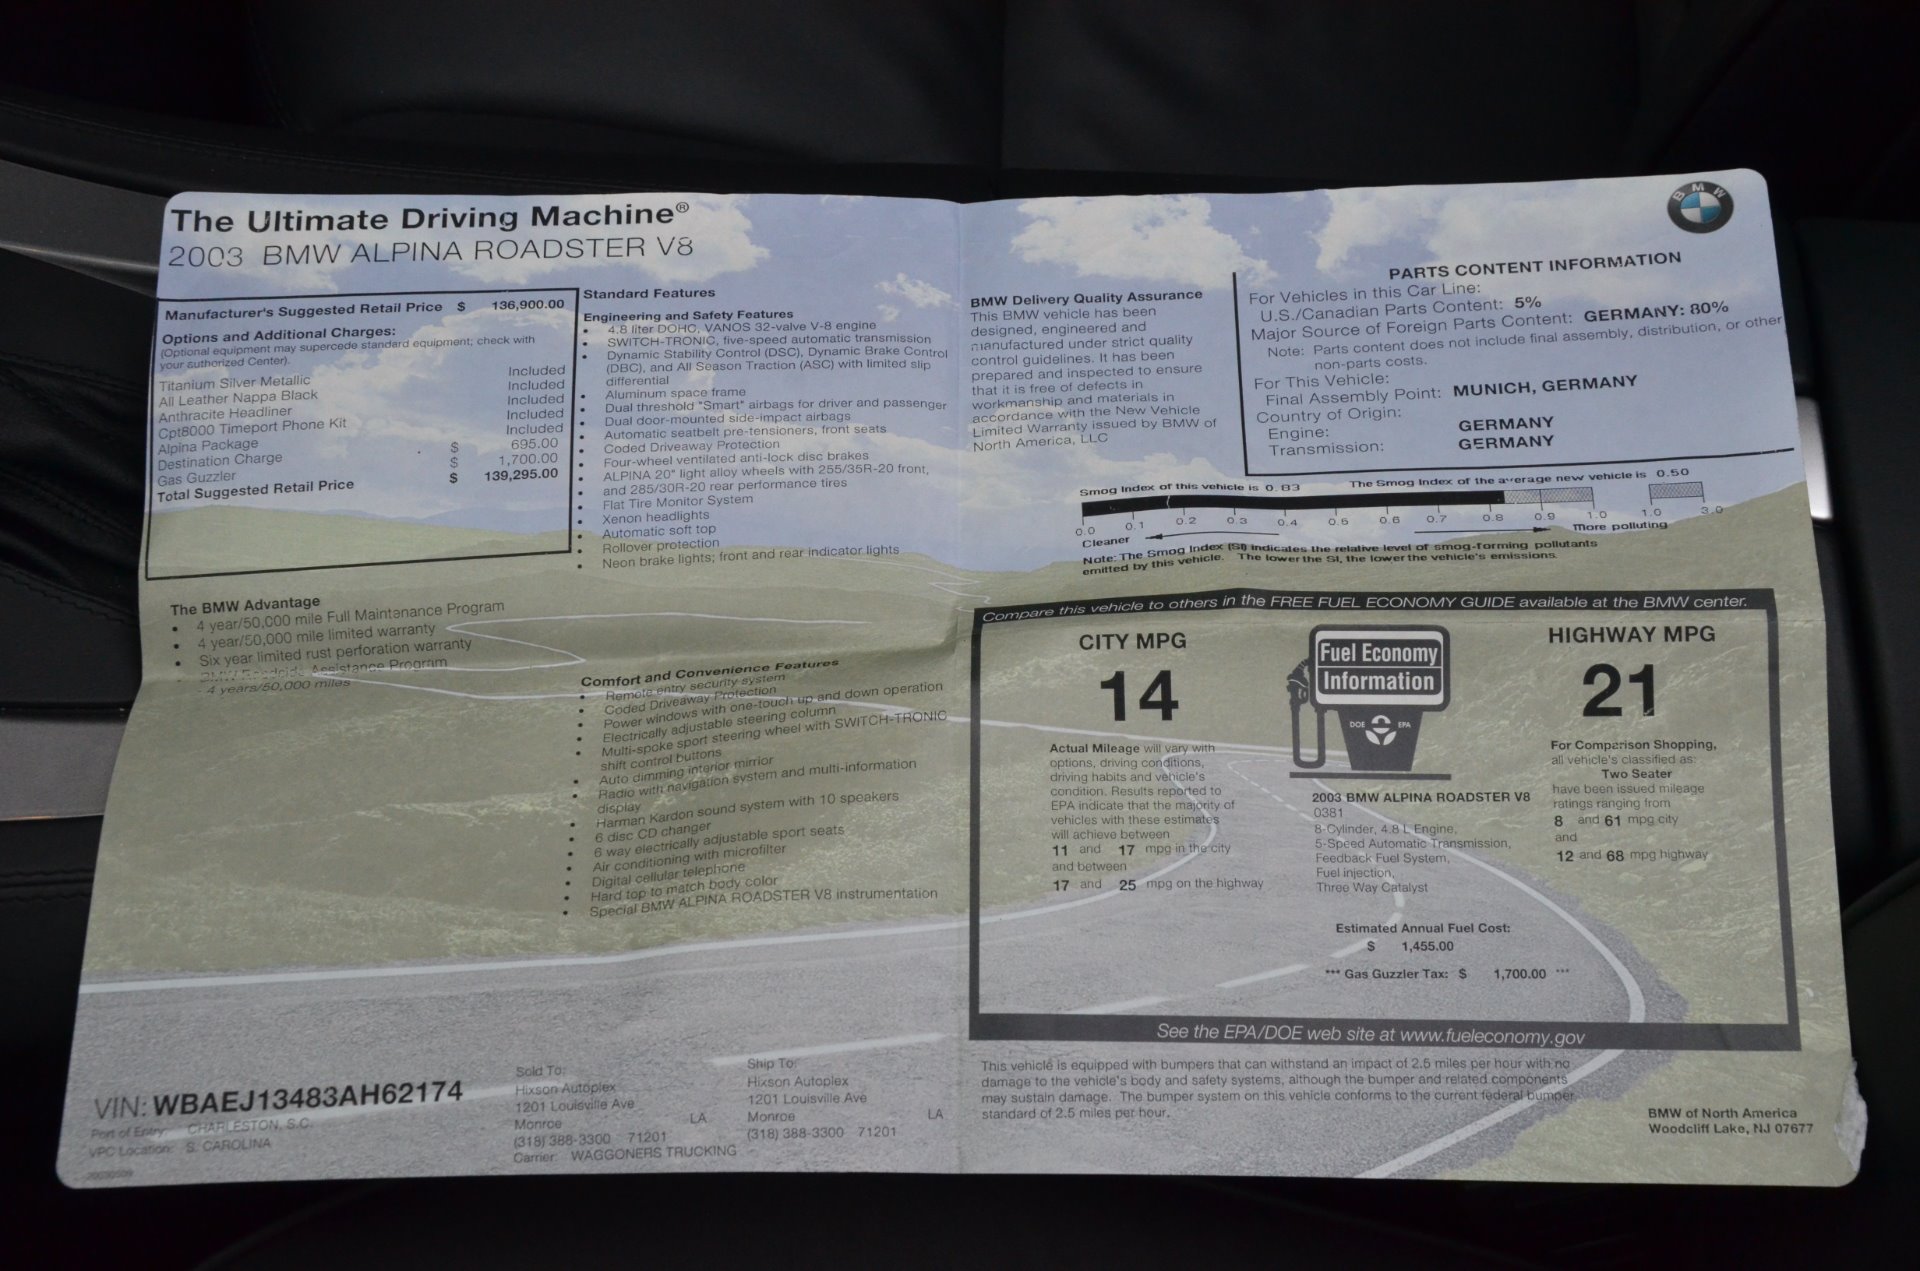 The Ultimate Driving Machine®
2003 BMW ALPINA ROADSTER V8
Manufacturer's Suggested Retail Price $ 136,900.00
Options and Additional Charges:
(Optional equipment may supercede standard equipment; check with
your authorized Center).
Titanium Silver Metallic Included
All Leather Nappa Black Included
Anthracite Headliner Included
Cpt8000 Timeport Phone Kit Included
Alpina Package Included
Destination Charge $ 695.00
Gas Guzzler $ 1,700.00
Total Suggested Retail Price $ 139,295.00
The BMW Advantage
• 4 year/50,000 mile Full Maintenance Program
• 4 year/50,000 mile limited warranty
• Six year limited rust perforation warranty
• BMW Roadside Assistance Program
- 4 years/50,000 miles
Standard Features
Engineering and Safety Features
• 4.8 liter DOHC, VANOS 32-valve V-8 engine
• SWITCH-TRONIC, five-speed automatic transmission
• Dynamic Stability Control (DSC), Dynamic Brake Control
(DBC), and All Season Traction (ASC) with limited slip
differential
• Aluminum space frame
• Dual threshold "Smart" airbags for driver and passenger
• Dual door-mounted side-impact airbags
• Automatic seatbelt pre-tensioners, front seats
• Coded Driveaway Protection
• Four-wheel ventilated anti-lock disc brakes
• ALPINA 20" light alloy wheels with 255/35R-20 front,
• and 285/30R-20 rear performance tires
• Flat Tire Monitor System
• Xenon headlights
• Automatic soft top
• Rollover protection
• Neon brake lights; front and rear indicator lights
Comfort and Convenience Features
• Remote entry security system
• Coded Driveaway Protection
• Power windows with one-touch up and down operation
• Electrically adjustable steering column
• Multi-spoke sport steering wheel with SWITCH-TRONIC
shift control buttons
• Auto dimming interior mirrior
• Radio with navigation system and multi-information
display
• Harman Kardon sound system with 10 speakers
• 6 disc CD changer
• 6 way electrically adjustable sport seats
• Air conditioning with microfilter
• Digital cellular telephone
• Hard top to match body color
• Special BMW ALPINA ROADSTER V8 instrumentation
VIN: WBAEJ13483AH62174
Port of Entry: CHARLESTON, S.C.
VPC Location: S. CAROLINA
Sold To:
Hixson Autoplex
1201 Louisville Ave
Monroe LA
(318) 388-3300 71201
Carrier: WAGGONERS TRUCKING
Ship To:
Hixson Autoplex
1201 Louisville Ave
Monroe LA
(318) 388-3300 71201
BMW Delivery Quality Assurance
This BMW vehicle has been
designed, engineered and
manufactured under strict quality
control guidelines. It has been
prepared and inspected to ensure
that it is free of defects in
workmanship and materials in
accordance with the New Vehicle
Limited Warranty issued by BMW of
North America, LLC
BMW
PARTS CONTENT INFORMATION
For Vehicles in this Car Line:
U.S./Canadian Parts Content: 5%
Major Source of Foreign Parts Content: GERMANY: 80%
Note: Parts content does not include final assembly, distribution, or other
non-parts costs.
For This Vehicle:
Final Assembly Point: MUNICH, GERMANY
Country of Origin:
Engine: GERMANY
Transmission: GERMANY
Smog Index of this vehicle is 0.83 The Smog Index of the average new vehicle is 0.50
0.0 0.1 0.2 0.3 0.4 0.5 0.6 0.7 0.8 0.9 1.0 1.0 3.0
Cleaner More polluting
Note: The Smog Index (SI) indicates the relative level of smog-forming pollutants
emitted by this vehicle. The lower the SI, the lower the vehicle's emissions.
Compare this vehicle to others in the FREE FUEL ECONOMY GUIDE available at the BMW center.
CITY MPG
14
Fuel Economy
Information
DOE EPA
HIGHWAY MPG
21
Actual Mileage will vary with
options, driving conditions,
driving habits and vehicle's
condition. Results reported to
EPA indicate that the majority of
vehicles with these estimates
will achieve between
11 and 17 mpg in the city
and between
17 and 25 mpg on the highway
2003 BMW ALPINA ROADSTER V8
0381
8-Cylinder, 4.8 L Engine,
5-Speed Automatic Transmission,
Feedback Fuel System,
Fuel injection,
Three Way Catalyst
Estimated Annual Fuel Cost:
$ 1,455.00
*** Gas Guzzler Tax: $ 1,700.00 ***
For Comparison Shopping,
all vehicle's classified as:
Two Seater
have been issued mileage
ratings ranging from
8 and 61 mpg city
and
12 and 68 mpg highway
See the EPA/DOE web site at www.fueleconomy.gov
This vehicle is equipped with bumpers that can withstand an impact of 2.5 miles per hour with no
damage to the vehicle's body and safety systems, although the bumper and related components
may sustain damage. The bumper system on this vehicle conforms to the current federal bumper
standard of 2.5 miles per hour.
BMW of North America
Woodcliff Lake, NJ 07677